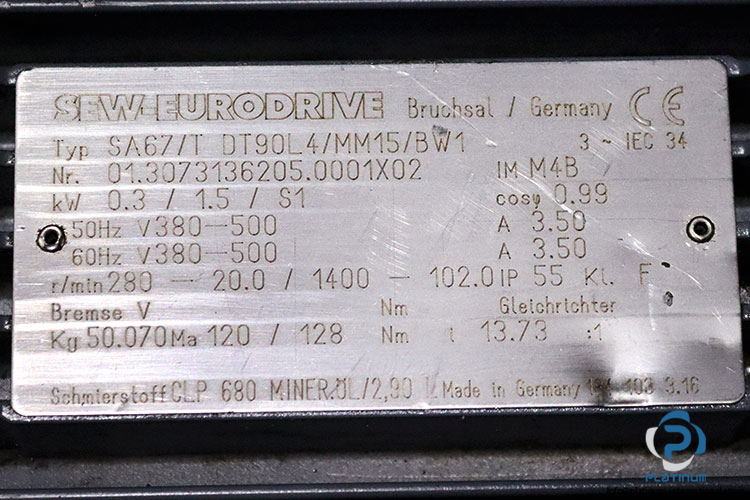 SEW-EURODRIVE Bruchsal / Germany CE
Typ SA67/T DT90L4/MM15/BW1 3 ~ IEC 34
Nr. 01.3073136205.0001X02 IM M4B
kW 0.3 / 1.5 / S1 cosφ 0.99
50Hz V380-500 A 3.50
60Hz V380-500 A 3.50
r/min 280 - 20.0 / 1400 - 102.0 IP 55 Kl. F
Bremse V Nm Gleichrichter
Kg 50.070 Ma 120 / 128 Nm i 13.73 :1
Schmierstoff CLP 680 MINER.ÖL/2,90 L Made in Germany 3.16
PLATINUM